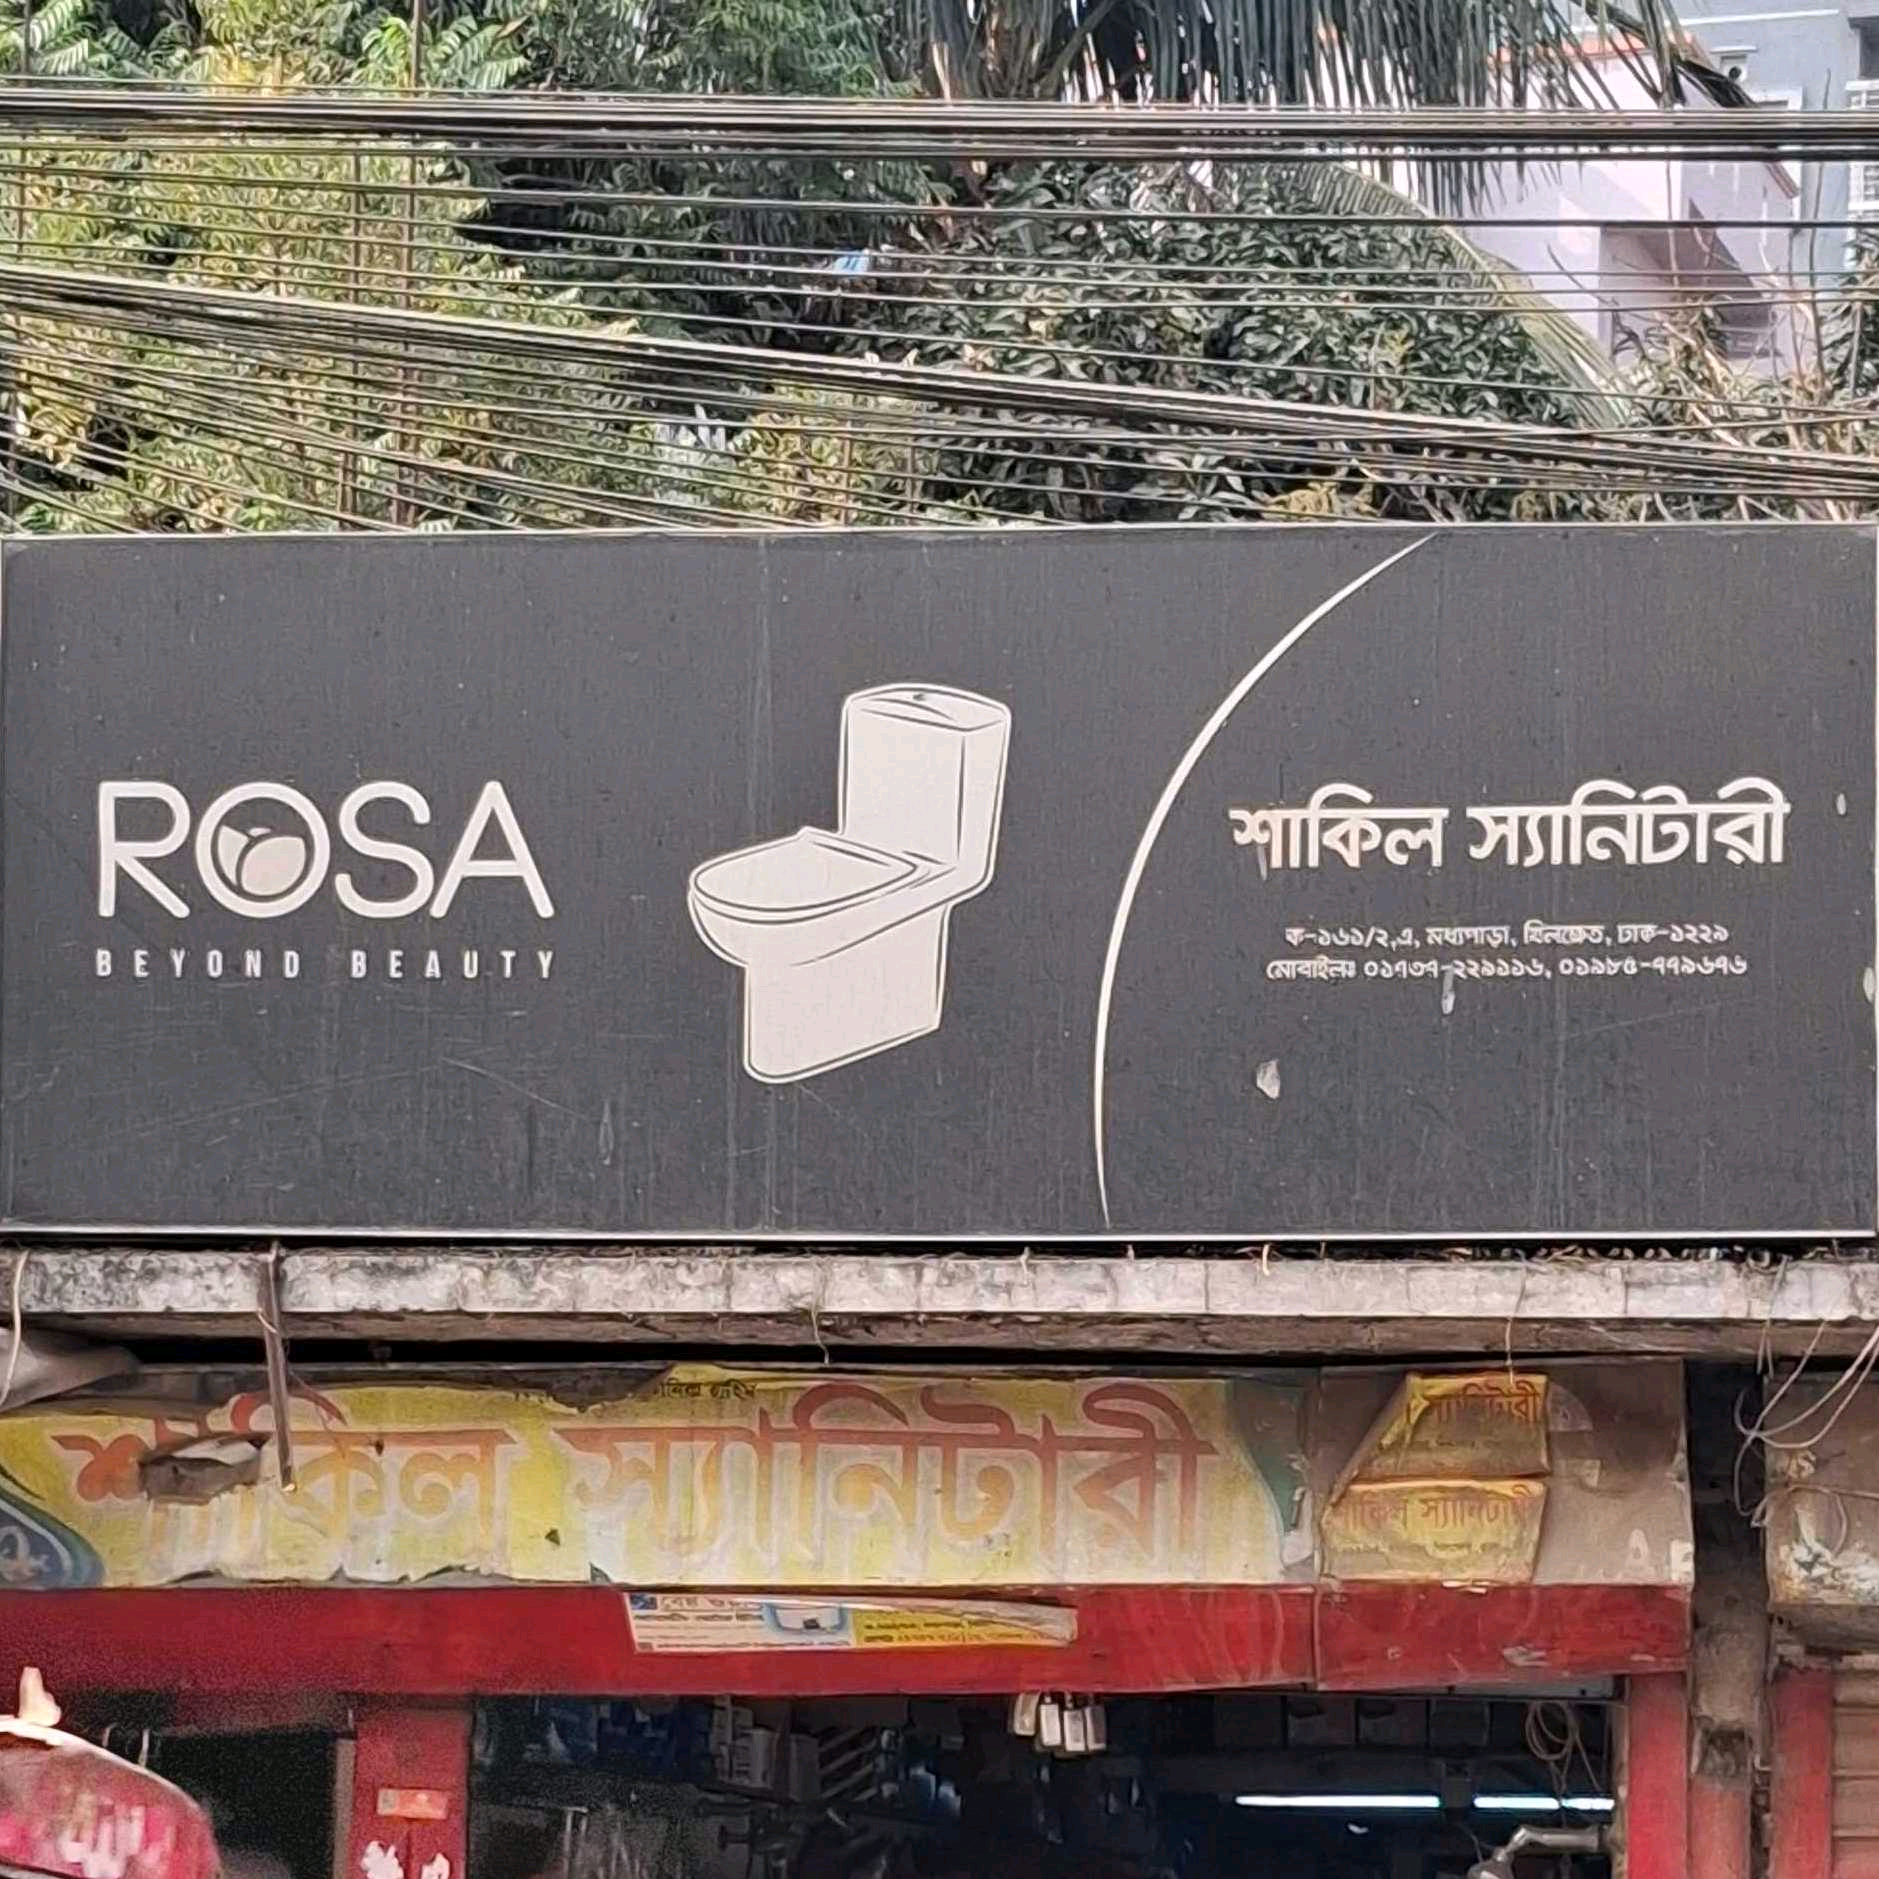 ROSA
BEYOND BEAUTY
শাকিল স্যানিটারী
ক-১৬১/২,এ, মধ্যপাড়া, খিলক্ষেত, ঢাকা-১২২৯
মোবাইলঃ ০১৭৩৭-২২৯১১৬, ০১৯৮৫-৭৭৯৬৭৬
শাকিল স্যানিটারী
স্যানিটারী
শাকিল স্যানিটারী